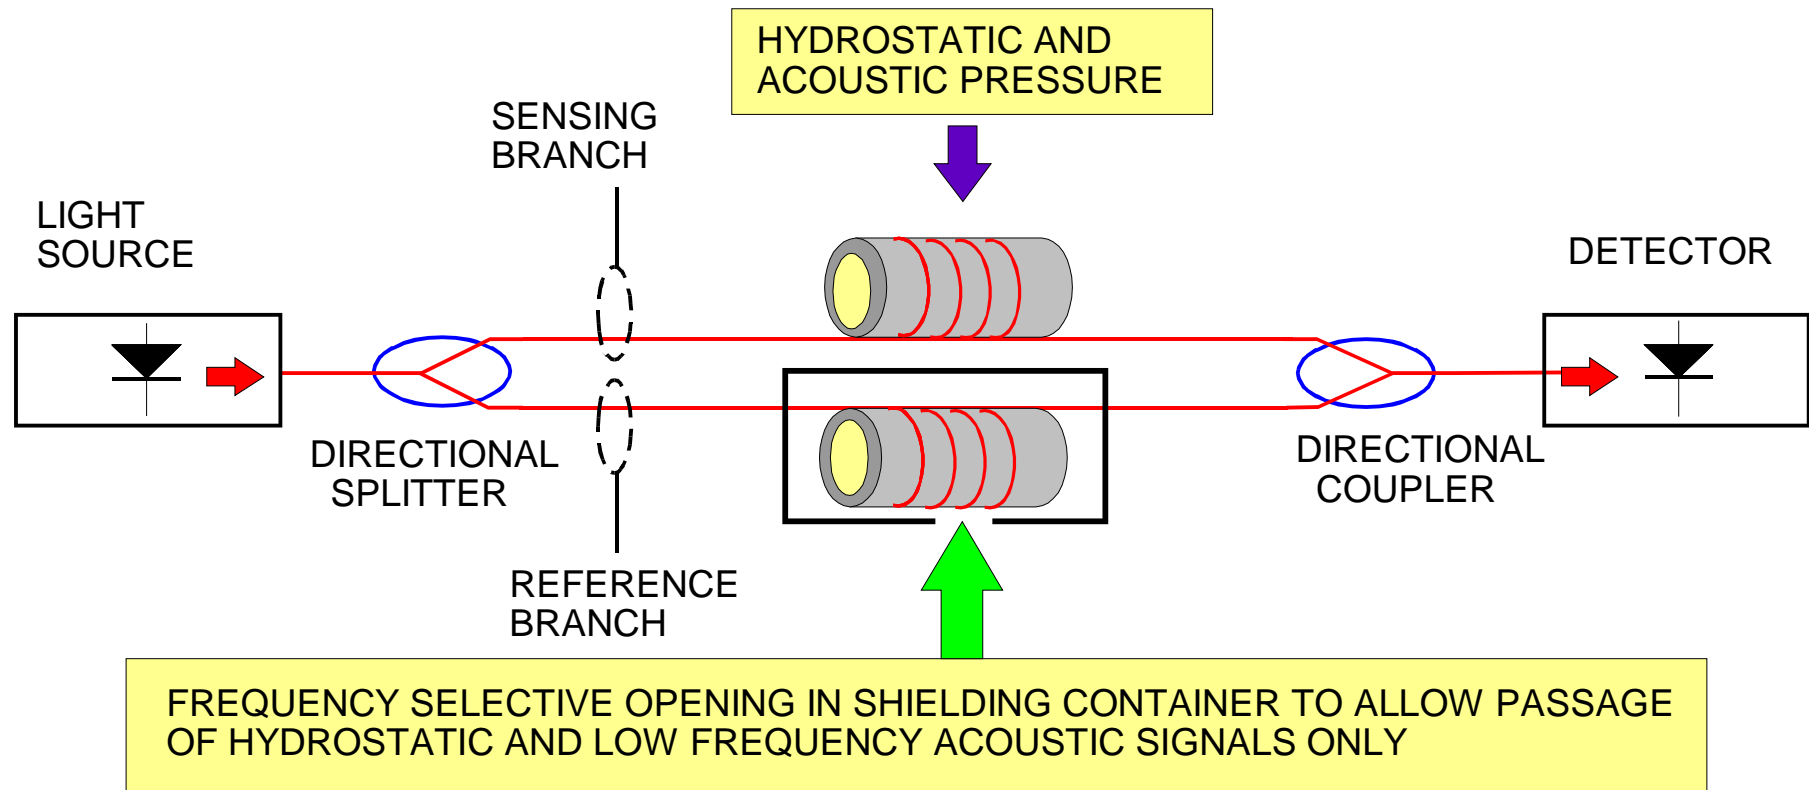 HYDROSTATIC AND
ACOUSTIC PRESSURE
SENSING
BRANCH
LIGHT
SOURCE
DETECTOR
DIRECTIONAL
SPLITTER
DIRECTIONAL
COUPLER
REFERENCE
BRANCH
FREQUENCY SELECTIVE OPENING IN SHIELDING CONTAINER TO ALLOW PASSAGE
OF HYDROSTATIC AND LOW FREQUENCY ACOUSTIC SIGNALS ONLY